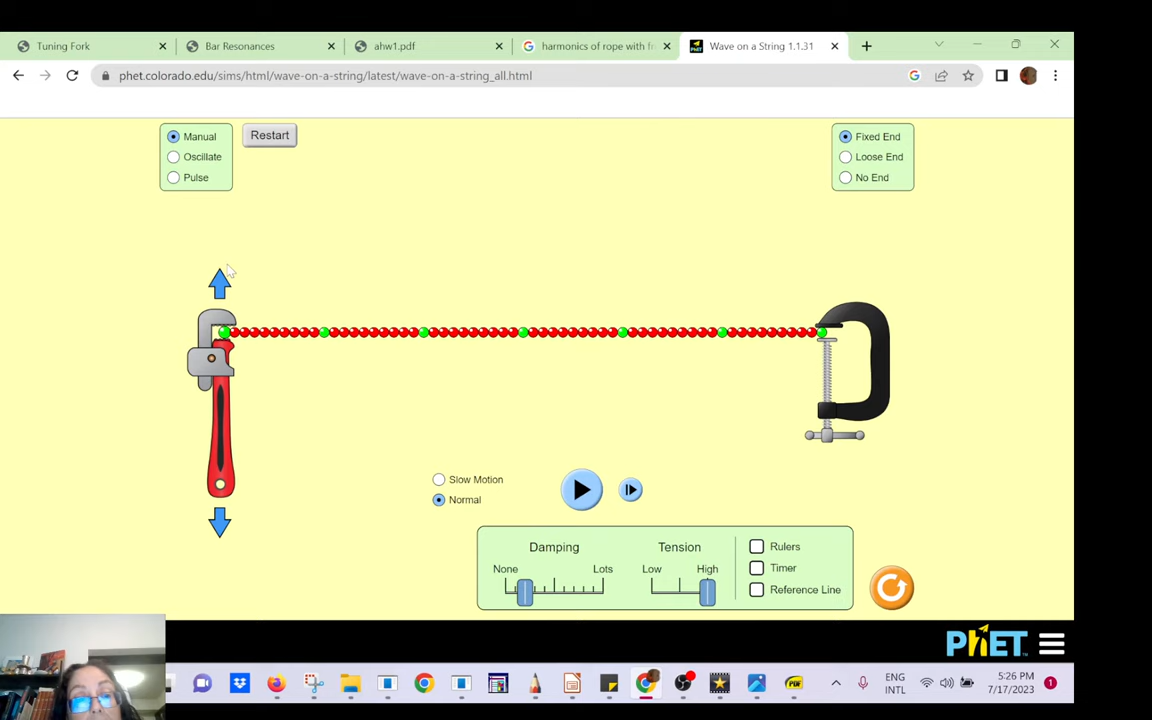 Tuning Fork
Bar Resonances
ahw1.pdf
harmonics of rope with fr
Wave on a String 1.1.31
phet.colorado.edu/sims/html/wave-on-a-string/latest/wave-on-a-string_all.html
Manual
Oscillate
Pulse
Restart
Fixed End
Loose End
No End
Slow Motion
Normal
Damping
None
Lots
Tension
Low
High
Rulers
Timer
Reference Line
PhET
ENG
INTL
5:26 PM
7/17/2023
1